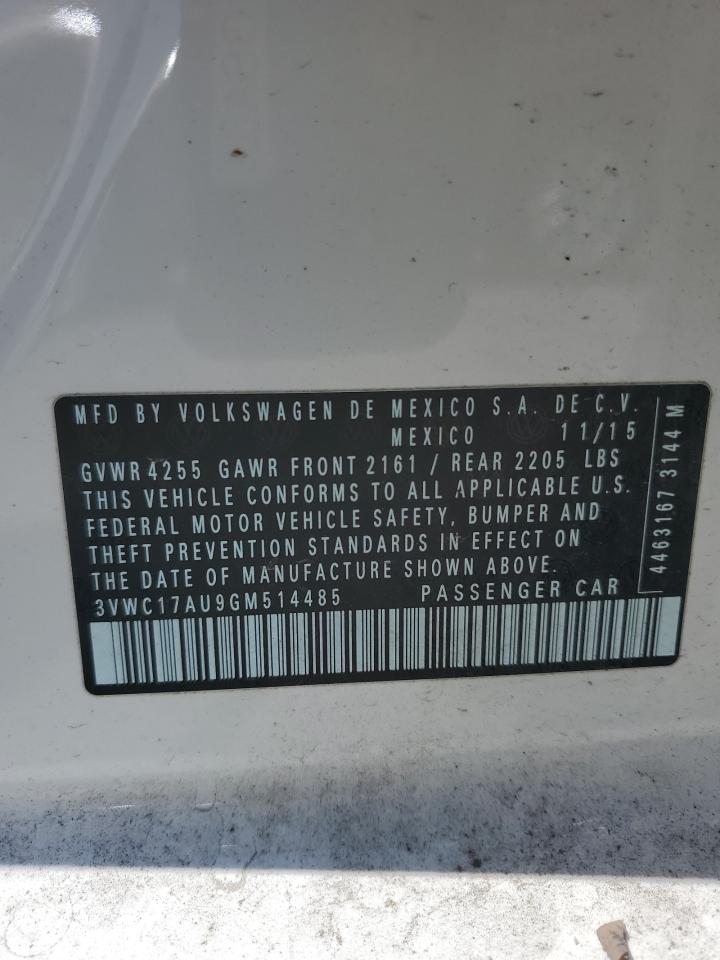 MFD BY VOLKSWAGEN DE MEXICO S.A. DE C.V.
MEXICO 11/15
GVWR 4255 GAWR FRONT 2161 / REAR 2205 LBS
THIS VEHICLE CONFORMS TO ALL APPLICABLE U.S.
FEDERAL MOTOR VEHICLE SAFETY, BUMPER AND
THEFT PREVENTION STANDARDS IN EFFECT ON
THE DATE OF MANUFACTURE SHOWN ABOVE.
3VWC17AU9GM514485 PASSENGER CAR
4463167 3144 M